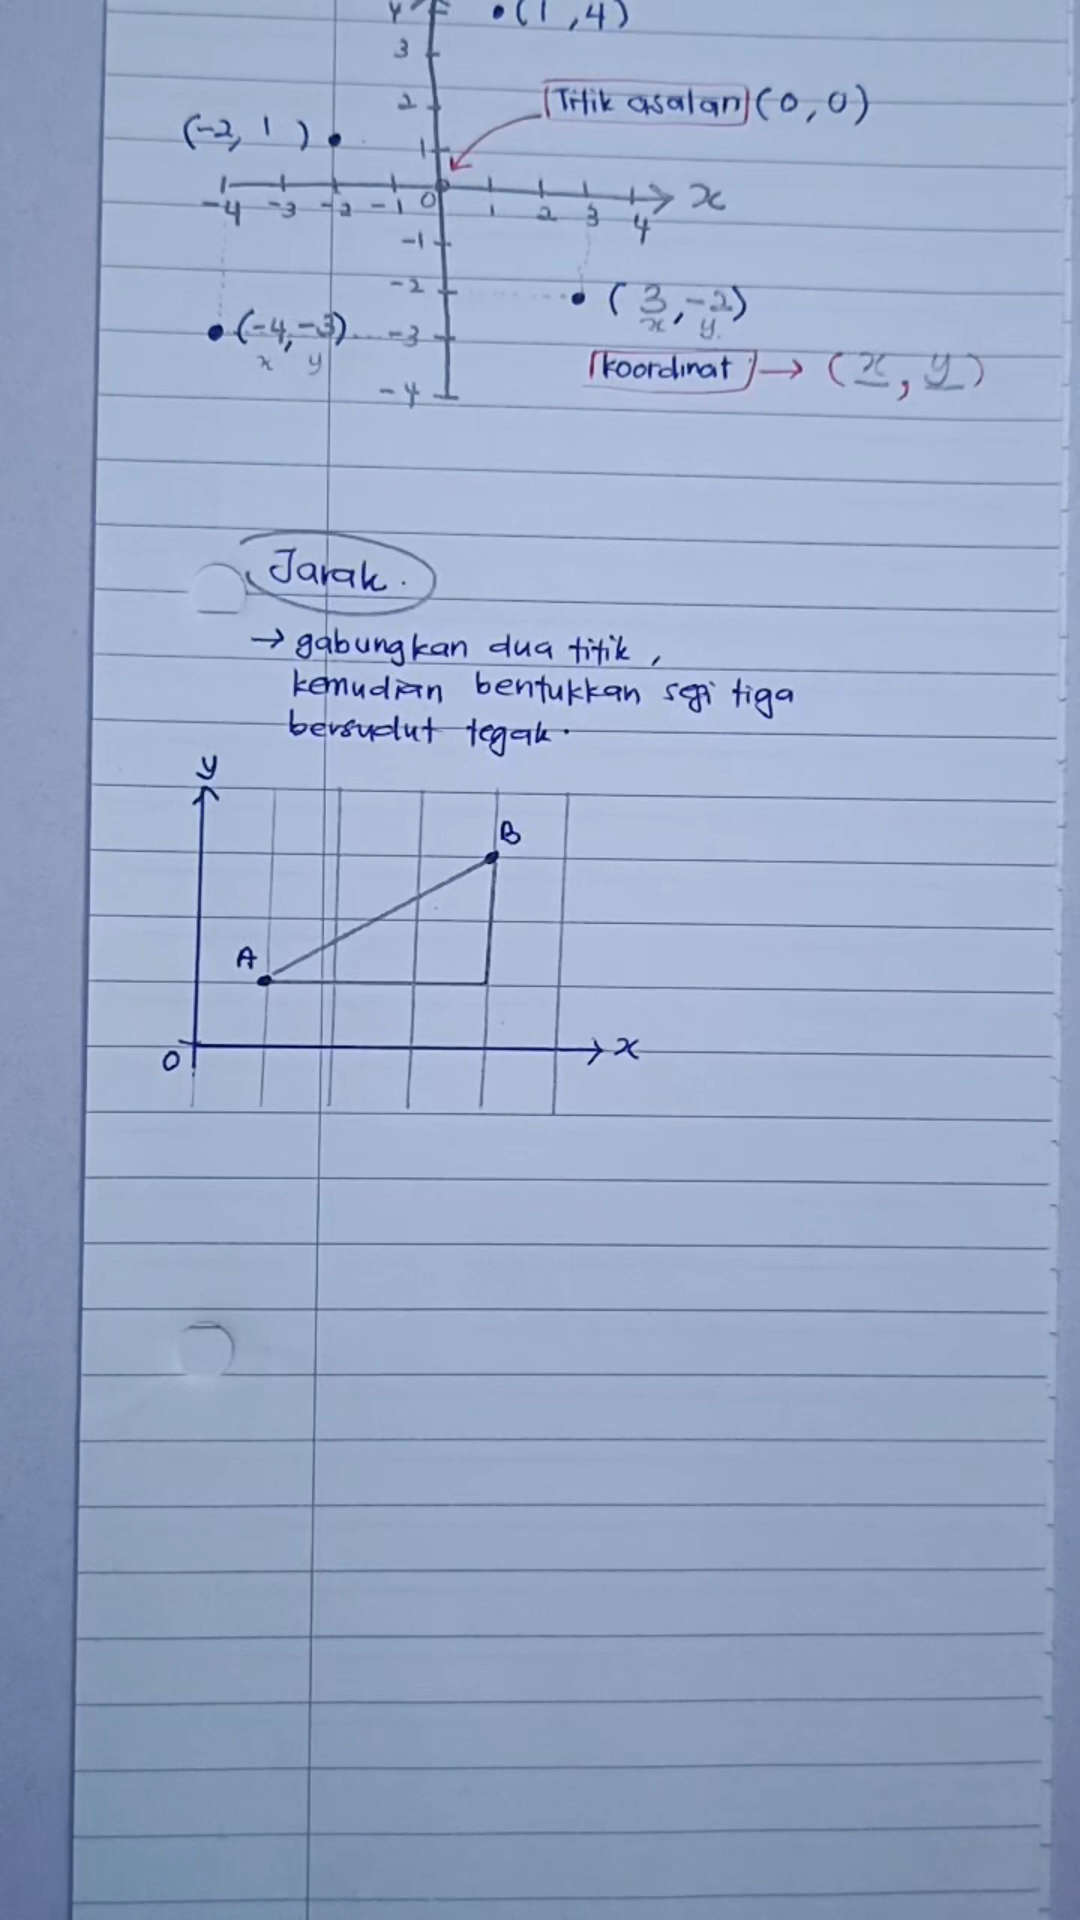 y
•(1,4)
3
2
Titik asalan (0,0)
(-2, 1)
1
-4 -3 -2 -1 0 1 2 3 4 x
-1
-2
(3,-2)
x y
(-4,-3)
x y
-3
koordinat → (x, y)
-4
Jarak.
→ gabungkan dua titik,
kemudian bentukkan segi tiga
bersudut tegak.
y
B
A
0
x